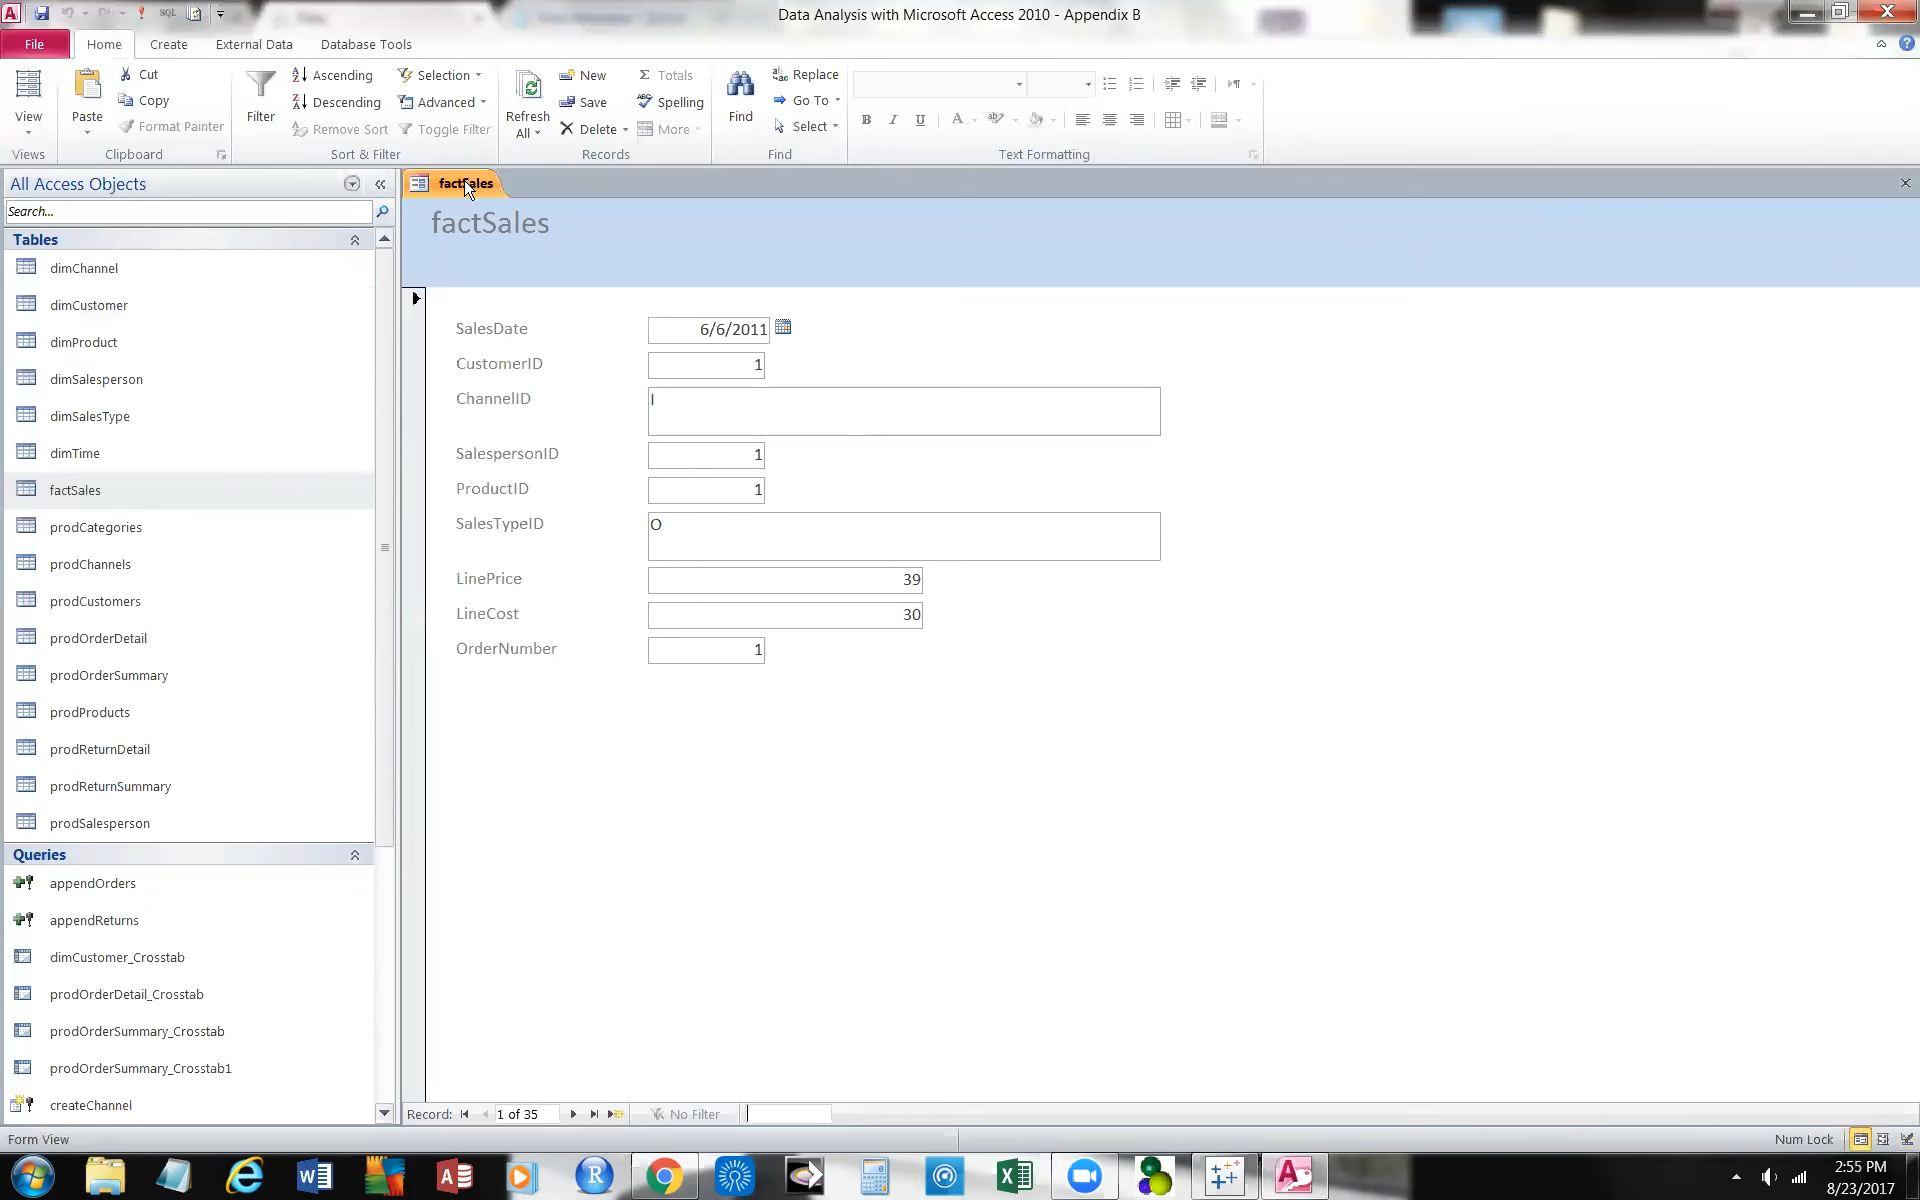 Data Analysis with Microsoft Access 2010 - Appendix B
File Home Create External Data Database Tools
View
Views
Paste
Cut
Copy
Format Painter
Clipboard
Filter
Ascending
Descending
Remove Sort
Selection
Advanced
Toggle Filter
Sort & Filter
Refresh All
New
Save
Delete
Totals
Spelling
More
Records
Find
Replace
Go To
Select
Find
B I U A
Text Formatting
All Access Objects
Search...
Tables
dimChannel
dimCustomer
dimProduct
dimSalesperson
dimSalesType
dimTime
factSales
prodCategories
prodChannels
prodCustomers
prodOrderDetail
prodOrderSummary
prodProducts
prodReturnDetail
prodReturnSummary
prodSalesperson
Queries
appendOrders
appendReturns
dimCustomer_Crosstab
prodOrderDetail_Crosstab
prodOrderSummary_Crosstab
prodOrderSummary_Crosstab1
createChannel
factSales
factSales
SalesDate 6/6/2011
CustomerID 1
ChannelID I
SalespersonID 1
ProductID 1
SalesTypeID O
LinePrice 39
LineCost 30
OrderNumber 1
Record: 1 of 35 No Filter
Form View Num Lock
2:55 PM
8/23/2017